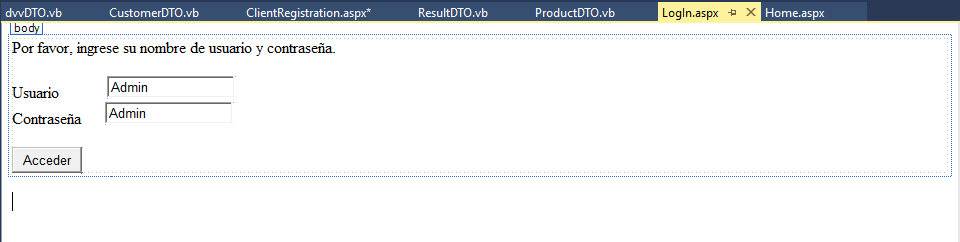 dvvDTO.vb CustomerDTO.vb ClientRegistration.aspx* ResultDTO.vb ProductDTO.vb LogIn.aspx Home.aspx
body
Por favor, ingrese su nombre de usuario y contraseña.
Usuario Admin
Contraseña Admin
Acceder